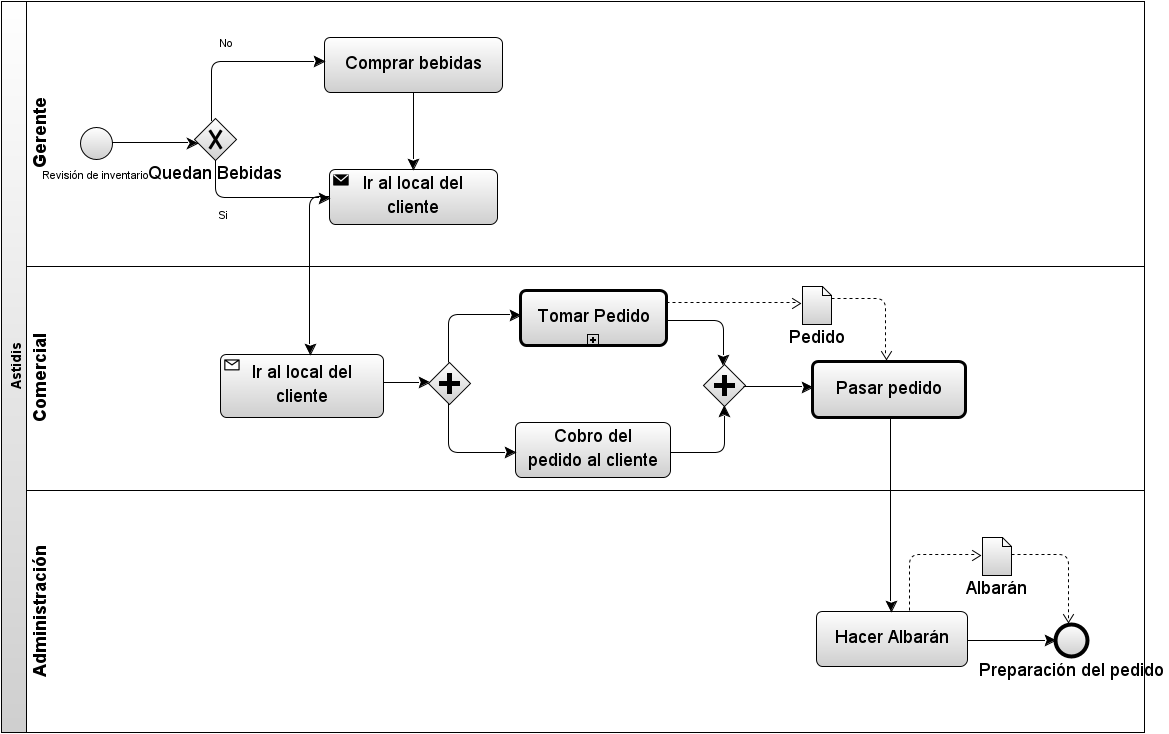 Astidis
Gerente
No
Comprar bebidas
Revisión de inventario
Quedan Bebidas
Si
Ir al local del
cliente
Comercial
Ir al local del
cliente
Tomar Pedido
Pedido
Cobro del
pedido al cliente
Pasar pedido
Administración
Albarán
Hacer Albarán
Preparación del pedido